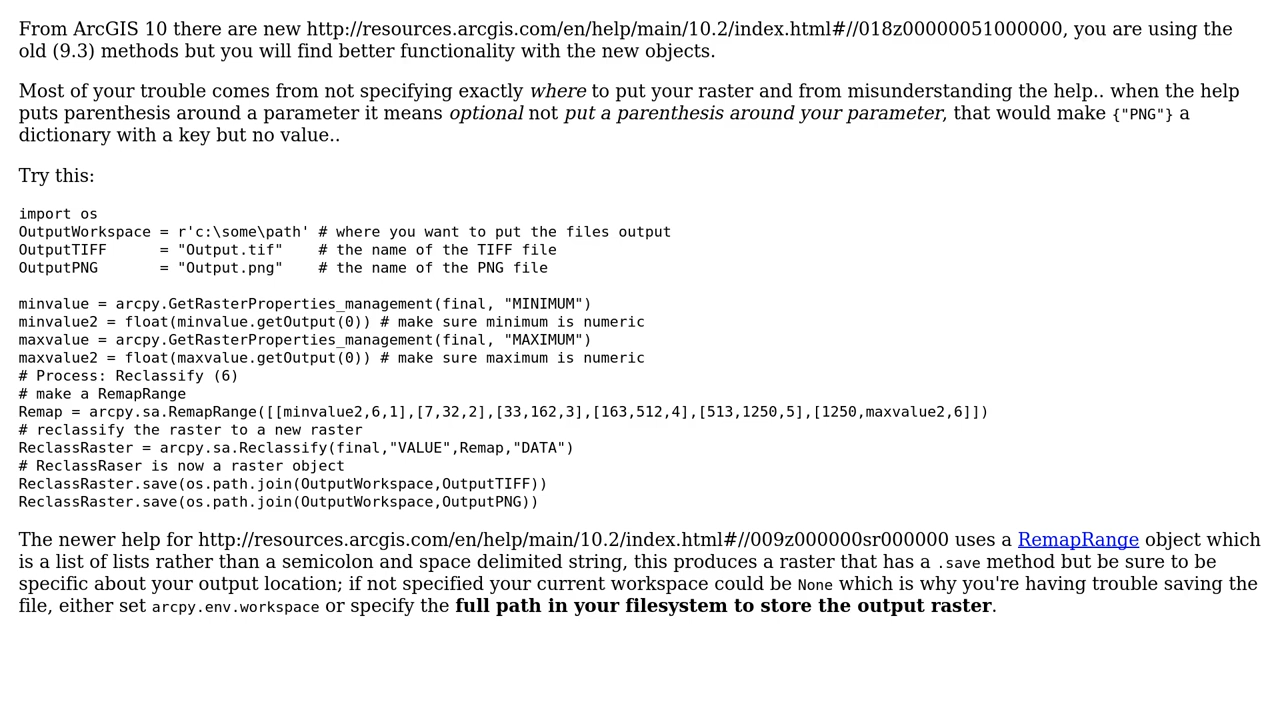 From ArcGIS 10 there are new http://resources.arcgis.com/en/help/main/10.2/index.html#//018z00000051000000, you are using the
old (9.3) methods but you will find better functionality with the new objects.
Most of your trouble comes from not specifying exactly where to put your raster and from misunderstanding the help.. when the help
puts parenthesis around a parameter it means optional not put a parenthesis around your parameter, that would make {"PNG"} a
dictionary with a key but no value..
Try this:
import os
OutputWorkspace = r'c:\some\path' # where you want to put the files output
OutputTIFF      = "Output.tif"    # the name of the TIFF file
OutputPNG       = "Output.png"    # the name of the PNG file
minvalue = arcpy.GetRasterProperties_management(final, "MINIMUM")
minvalue2 = float(minvalue.getOutput(0)) # make sure minimum is numeric
maxvalue = arcpy.GetRasterProperties_management(final, "MAXIMUM")
maxvalue2 = float(maxvalue.getOutput(0)) # make sure maximum is numeric
# Process: Reclassify (6)
# make a RemapRange
Remap = arcpy.sa.RemapRange([[minvalue2,6,1],[7,32,2],[33,162,3],[163,512,4],[513,1250,5],[1250,maxvalue2,6]])
# reclassify the raster to a new raster
ReclassRaster = arcpy.sa.Reclassify(final,"VALUE",Remap,"DATA")
# ReclassRaser is now a raster object
ReclassRaster.save(os.path.join(OutputWorkspace,OutputTIFF))
ReclassRaster.save(os.path.join(OutputWorkspace,OutputPNG))
The newer help for http://resources.arcgis.com/en/help/main/10.2/index.html#//009z000000sr000000 uses a RemapRange object which
is a list of lists rather than a semicolon and space delimited string, this produces a raster that has a .save method but be sure to be
specific about your output location; if not specified your current workspace could be None which is why you're having trouble saving the
file, either set arcpy.env.workspace or specify the full path in your filesystem to store the output raster.